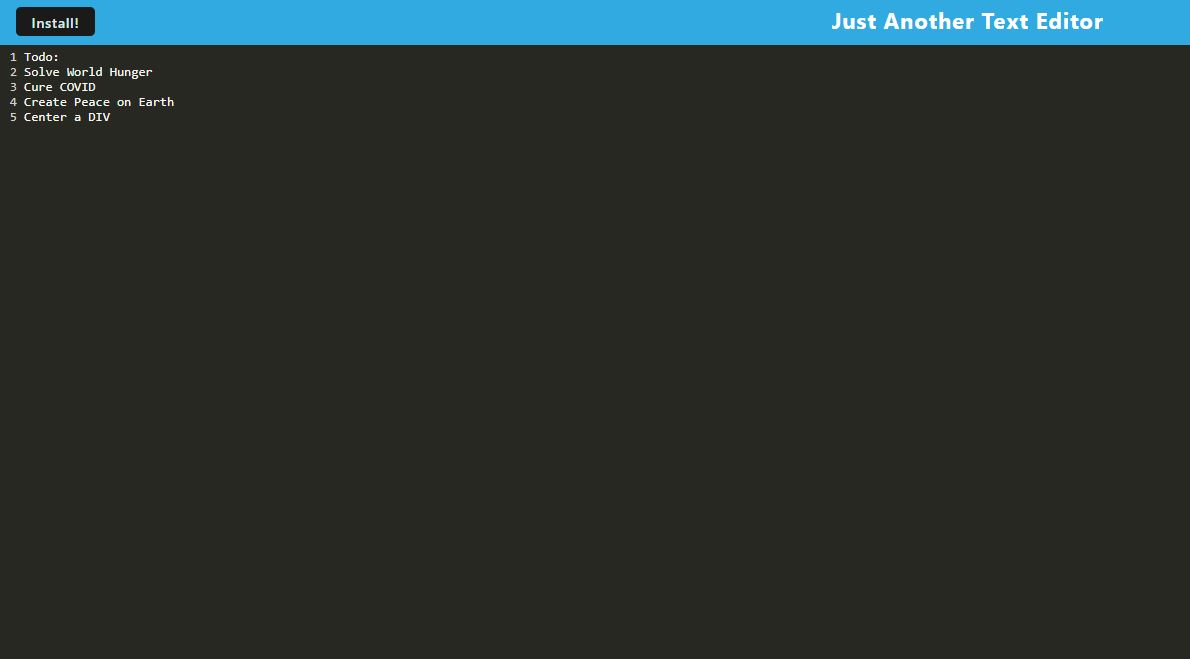 Install!
Just Another Text Editor
1 Todo:
2 Solve World Hunger
3 Cure COVID
4 Create Peace on Earth
5 Center a DIV